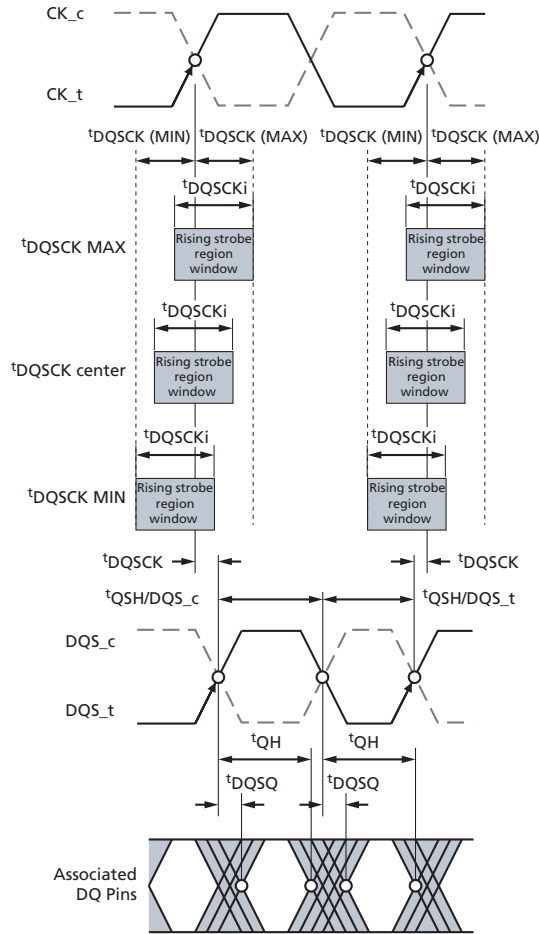 CK_c
CK_t
tDQSCK (MIN) tDQSCK (MAX) tDQSCK (MIN) tDQSCK (MAX)
tDQSCKi tDQSCKi
tDQSCK MAX
Rising strobe
region
window
Rising strobe
region
window
tDQSCKi tDQSCKi
tDQSCK center
Rising strobe
region
window
Rising strobe
region
window
tDQSCKi tDQSCKi
tDQSCK MIN
Rising strobe
region
window
Rising strobe
region
window
tDQSCK tDQSCK
tQSH/DQS_c tQSH/DQS_t
DQS_c
DQS_t
tQH tQH
tDQSQ tDQSQ
Associated
DQ Pins